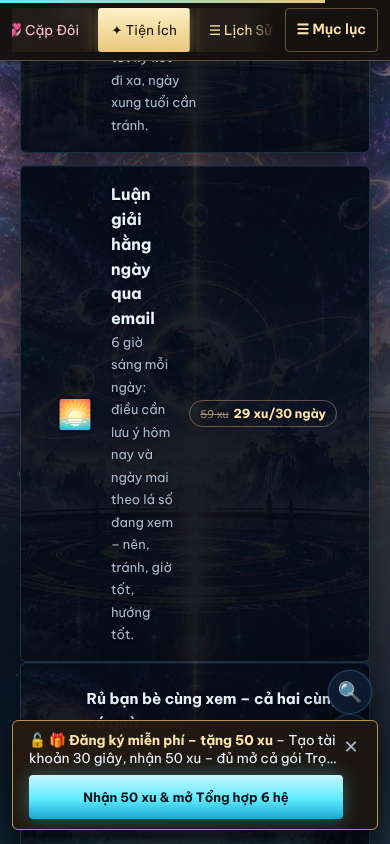 💞 Cặp Đôi
✦ Tiện Ích
☰ Lịch Sử
☰ Mục lục
đi xa, ngày
xung tuổi cần
tránh.
Luận
giải
hằng
ngày
qua
email
6 giờ
sáng mỗi
ngày:
điều cần
lưu ý hôm
nay và
ngày mai
theo lá số
đang xem
– nên,
tránh, giờ
tốt,
hướng
tốt.
59 xu 29 xu/30 ngày
Rủ bạn bè cùng xem – cả hai cùn
🔓 🎁 Đăng ký miễn phí – tặng 50 xu – Tạo tài
khoản 30 giây, nhận 50 xu – đủ mở cả gói Trọ...
✕
Nhận 50 xu & mở Tổng hợp 6 hệ